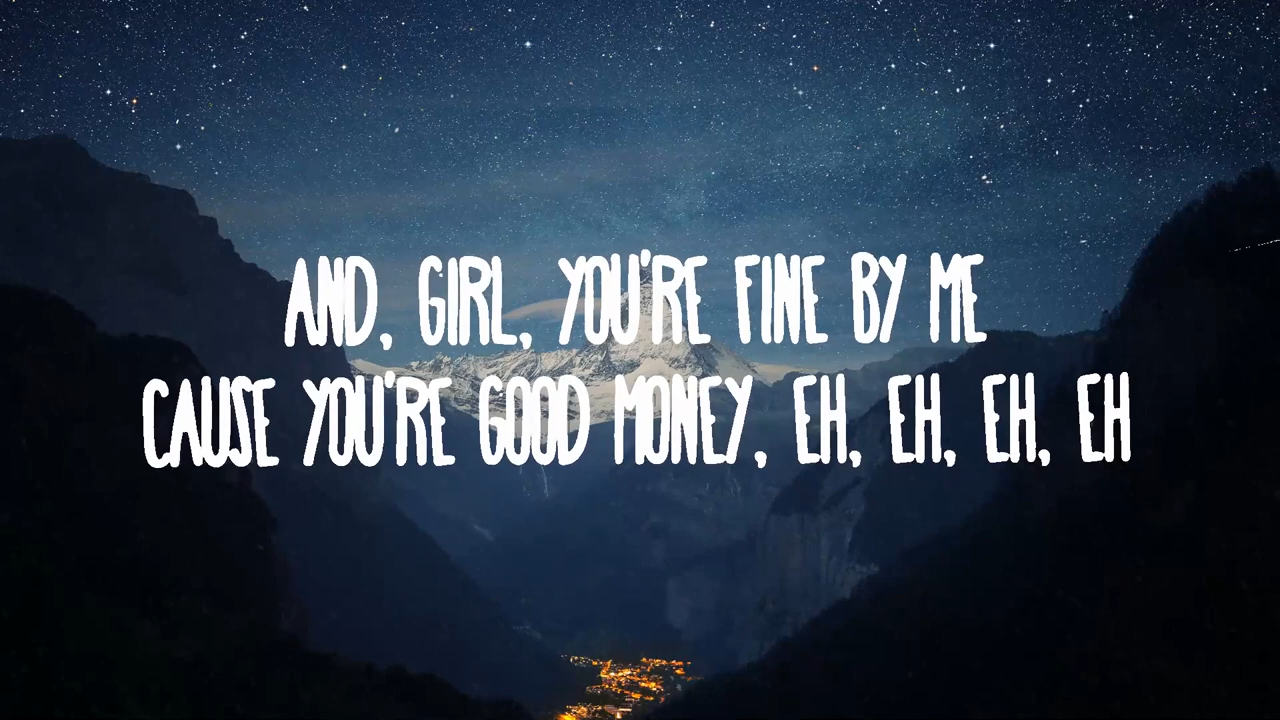 AND, GIRL, YOU'RE FINE BY ME
CAUSE YOU'RE GOOD MONEY, EH, EH, EH, EH